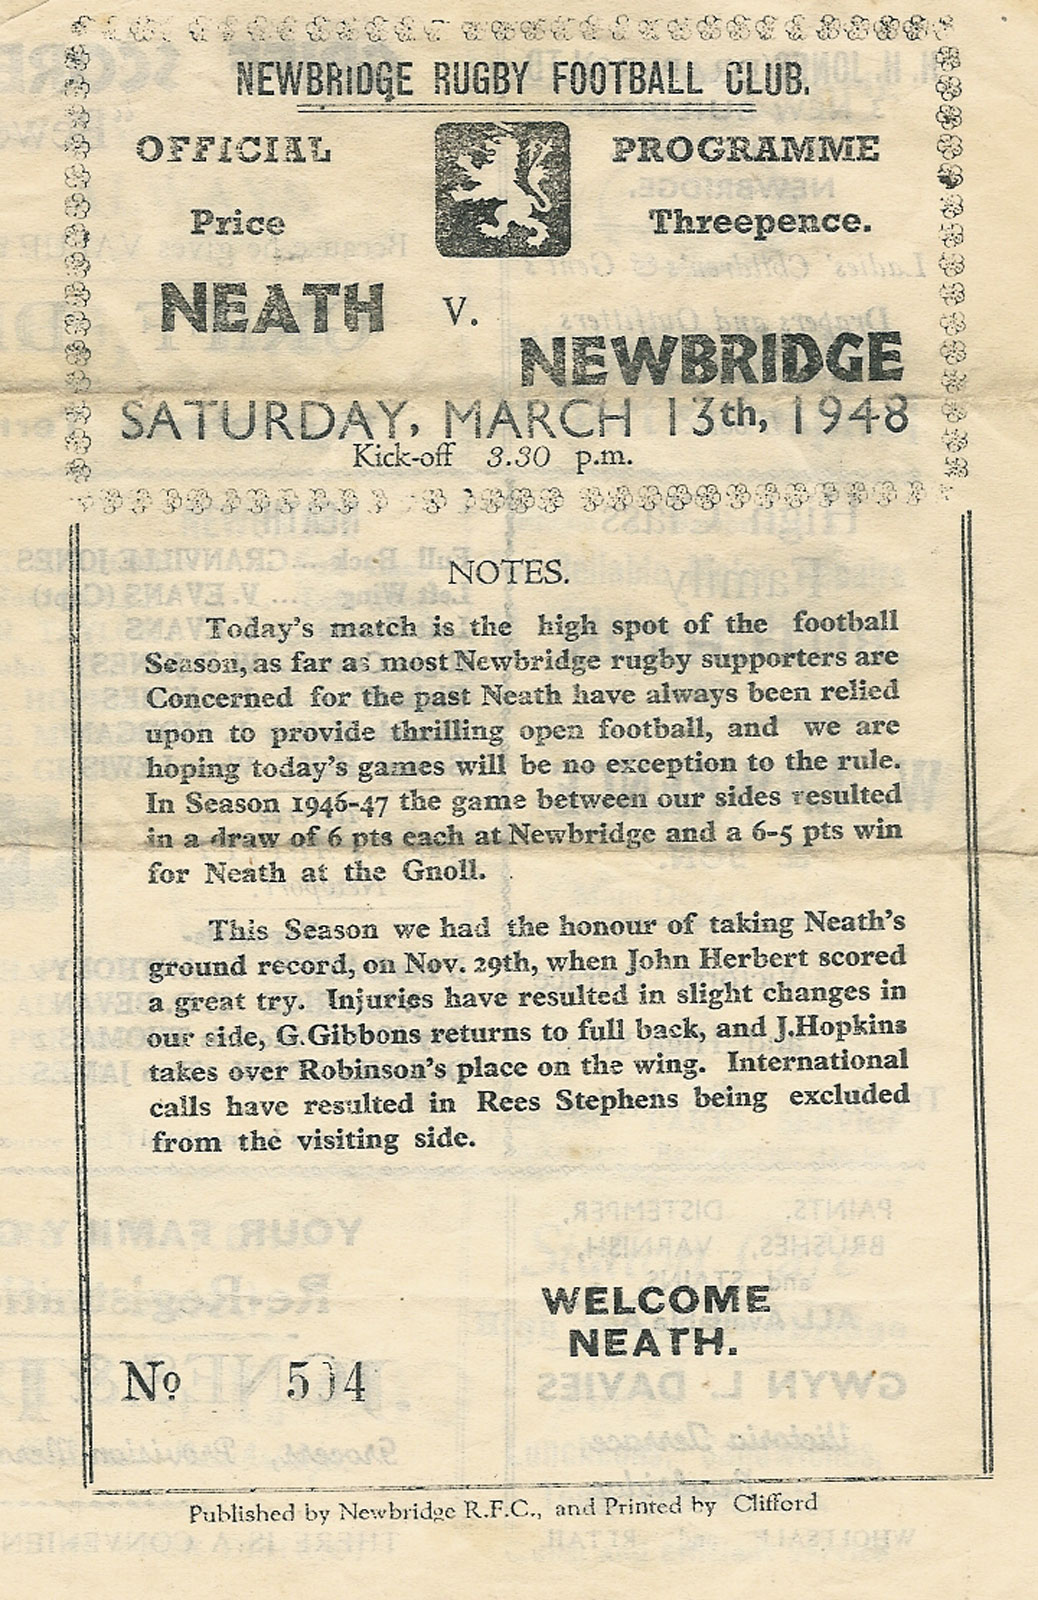 NEWBRIDGE RUGBY FOOTBALL CLUB.
OFFICIAL PROGRAMME
Price Threepence.
NEATH v.
NEWBRIDGE
SATURDAY, MARCH 13th, 1948
Kick-off 3.30 p.m.
NOTES.
Today's match is the high spot of the football
Season, as far as most Newbridge rugby supporters are
Concerned for the past Neath have always been relied
upon to provide thrilling open football, and we are
hoping today's games will be no exception to the rule.
In Season 1946-47 the game between our sides resulted
in a draw of 6 pts each at Newbridge and a 6-5 pts win
for Neath at the Gnoll.
This Season we had the honour of taking Neath's
ground record, on Nov. 29th, when John Herbert scored
a great try. Injuries have resulted in slight changes in
our side, G.Gibbons returns to full back, and J.Hopkins
takes over Robinson's place on the wing. International
calls have resulted in Rees Stephens being excluded
from the visiting side.
WELCOME
NEATH.
No 504
Published by Newbridge R.F.C., and Printed by Clifford